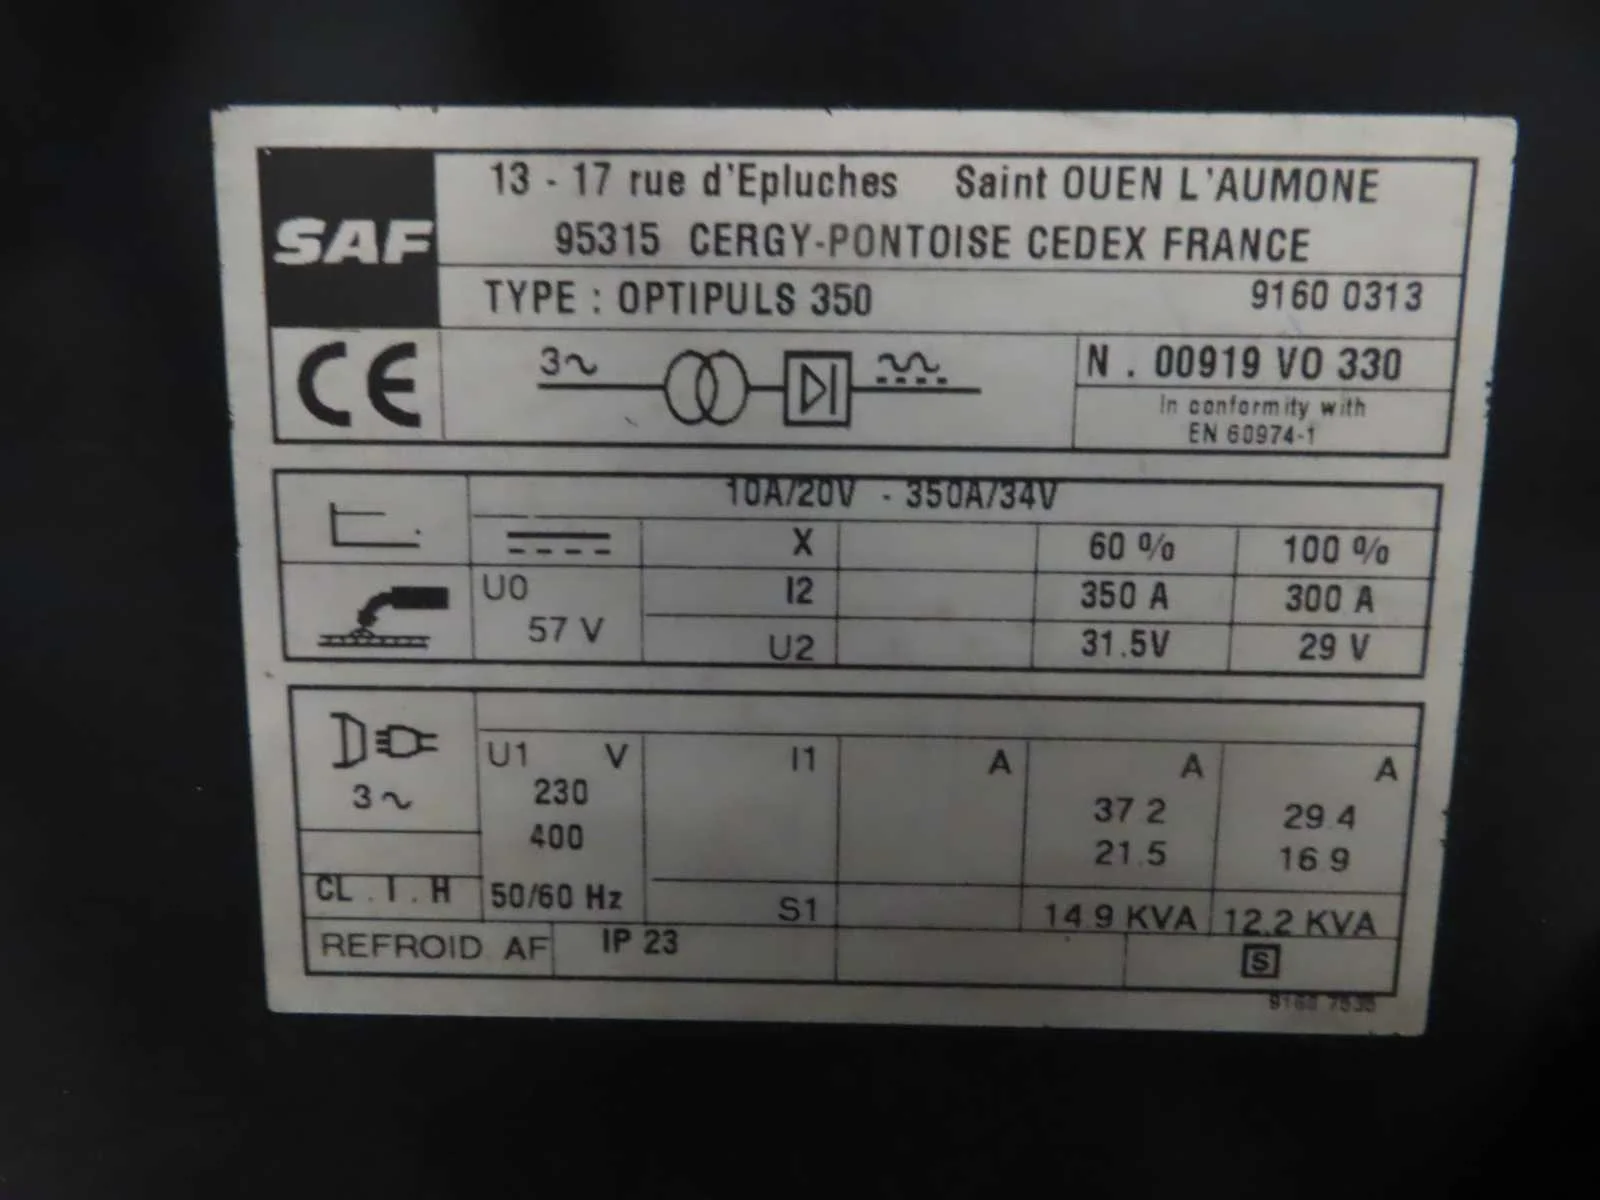 SAF
13 - 17 rue d'Epluches Saint OUEN L'AUMONE
95315 CERGY-PONTOISE CEDEX FRANCE
TYPE : OPTIPULS 350 9160 0313
CE 3~ N . 00919 VO 330
In conformity with
EN 60974-1
10A/20V - 350A/34V
X 60 % 100 %
U0 I2 350 A 300 A
57 V U2 31.5V 29 V
U1 V I1 A A A
3~ 230 37 2 29 4
400 21.5 16 9
CL . I . H 50/60 Hz S1 14.9 KVA 12.2 KVA
REFROID AF IP 23 S
9160 7535